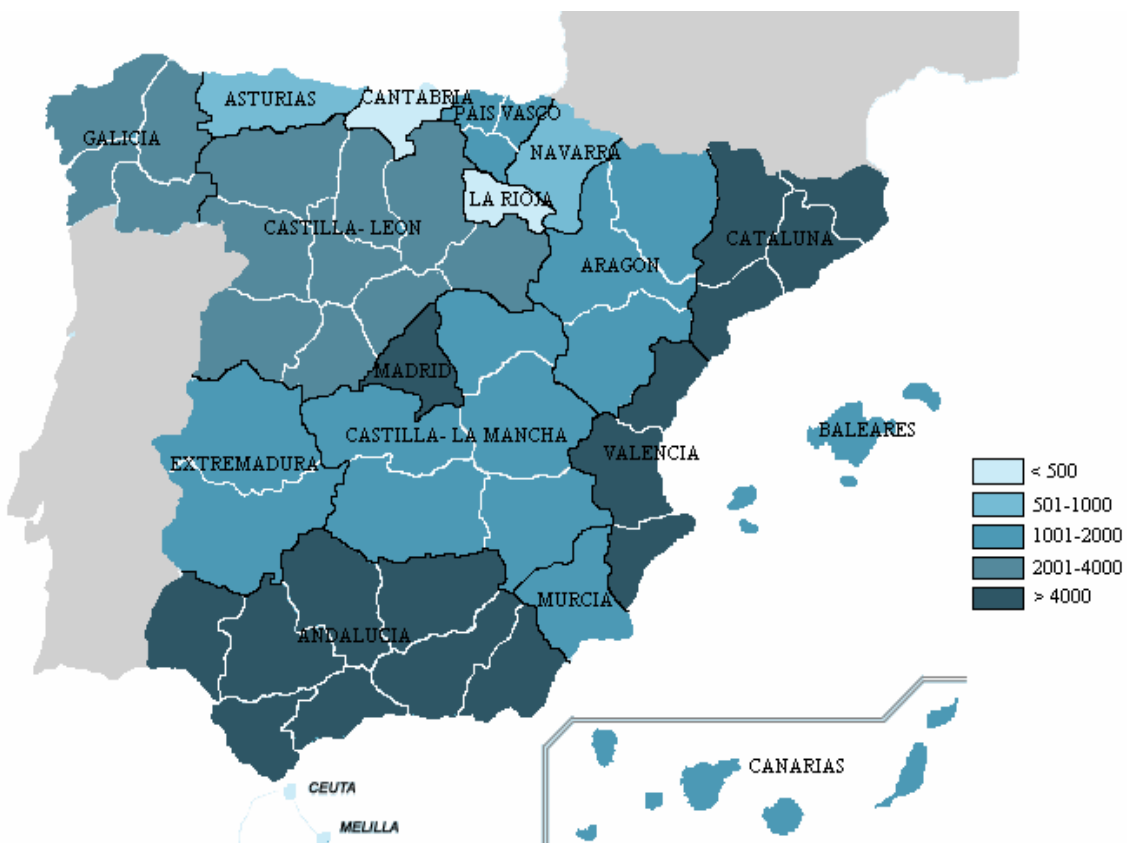 ASTURIAS
CANTABRIA
PAIS VASCO
GALICIA
NAVARRA
LA RIOJA
CASTILLA- LEON
CATALUNA
ARAGON
MADRID
CASTILLA- LA MANCHA
BALEARES
VALENCIA
EXTREMADURA
MURCIA
ANDALUCIA
CANARIAS
CEUTA
MELILLA
< 500
501-1000
1001-2000
2001-4000
> 4000